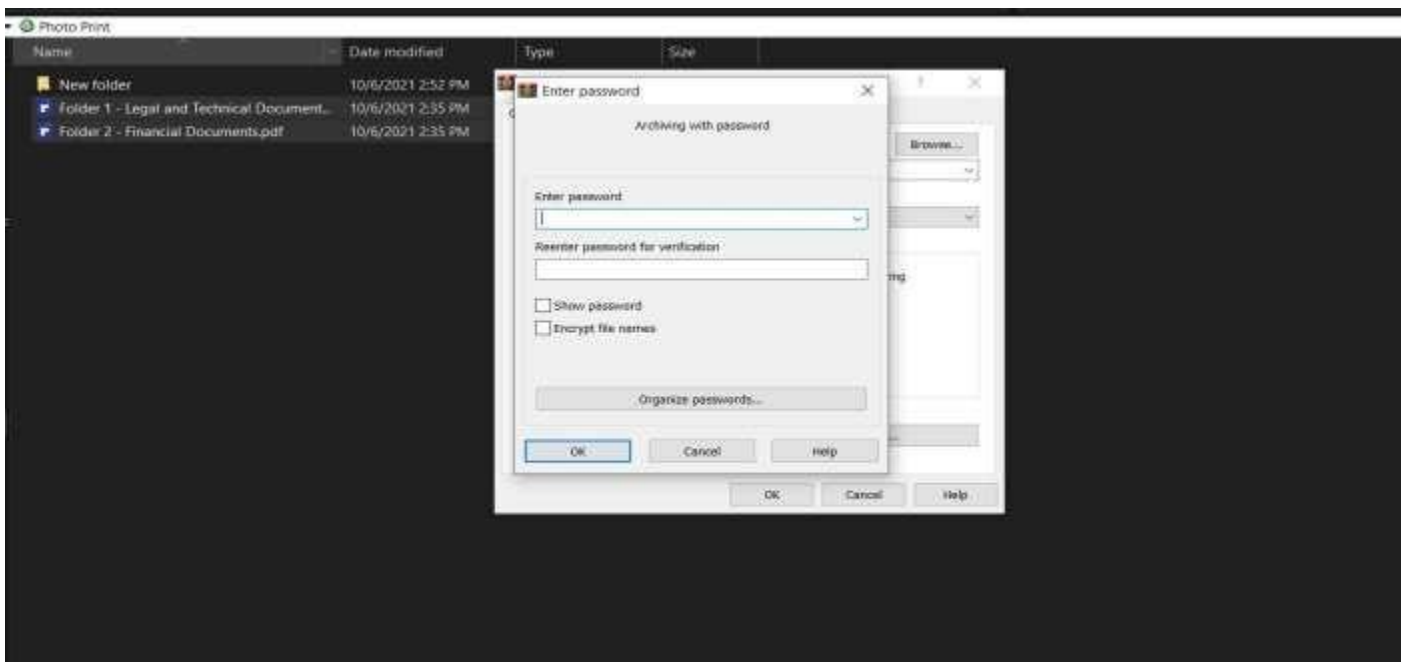 Photo Print
Name Date modified Type Size
New folder 10/6/2021 2:52 PM
Folder 1 - Legal and Technical Document... 10/6/2021 2:35 PM
Folder 2 - Financial Documents.pdf 10/6/2021 2:35 PM
Enter password
? 
Archiving with password
Browse...
Enter password
Reenter password for verification
ing
Show password
Encrypt file names
Organize passwords...
OK Cancel Help
OK Cancel Help